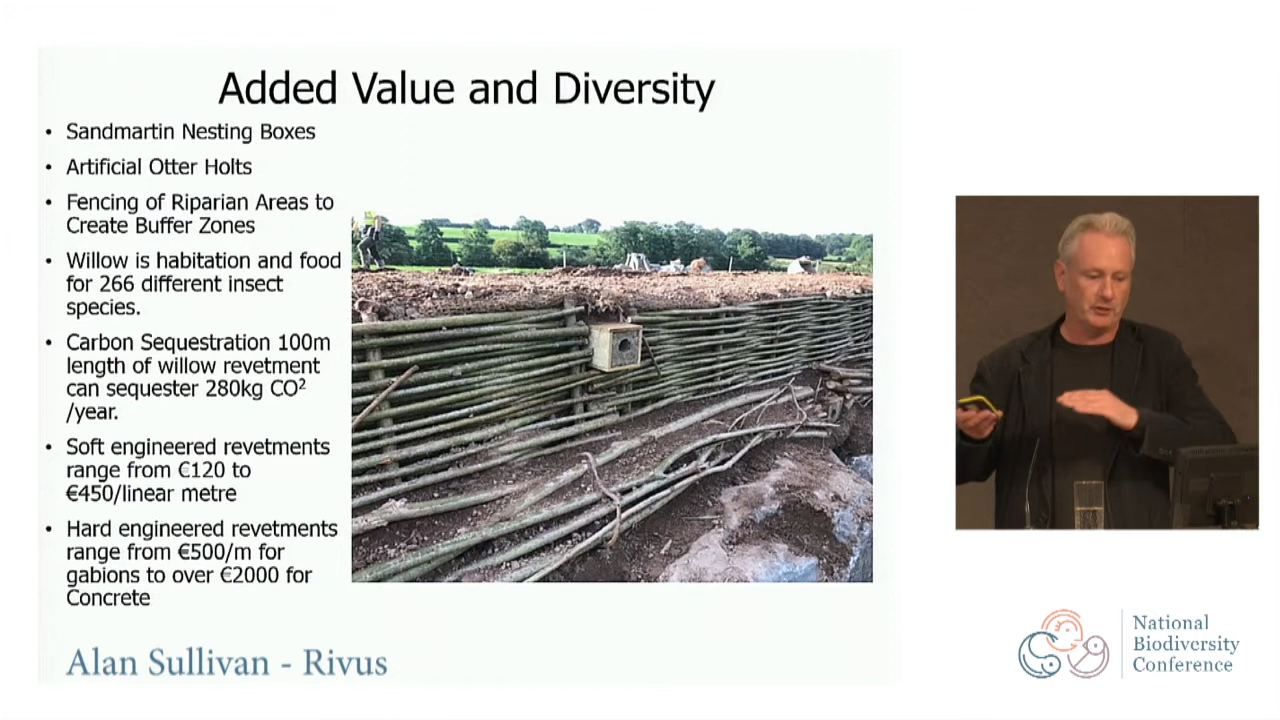 Added Value and Diversity
• Sandmartin Nesting Boxes
• Artificial Otter Holts
• Fencing of Riparian Areas to
Create Buffer Zones
• Willow is habitation and food
for 266 different insect
species.
• Carbon Sequestration 100m
length of willow revetment
can sequester 280kg CO²
/year.
• Soft engineered revetments
range from €120 to
€450/linear metre
• Hard engineered revetments
range from €500/m for
gabions to over €2000 for
Concrete
Alan Sullivan - Rivus
National
Biodiversity
Conference